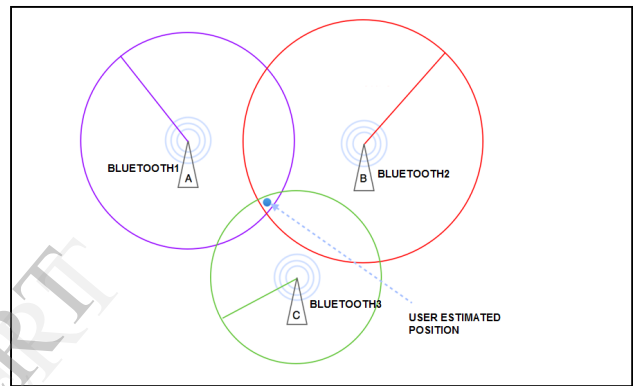 BLUETOOTH1
A
B
BLUETOOTH2
BLUETOOTH3
C
USER ESTIMATED
POSITION